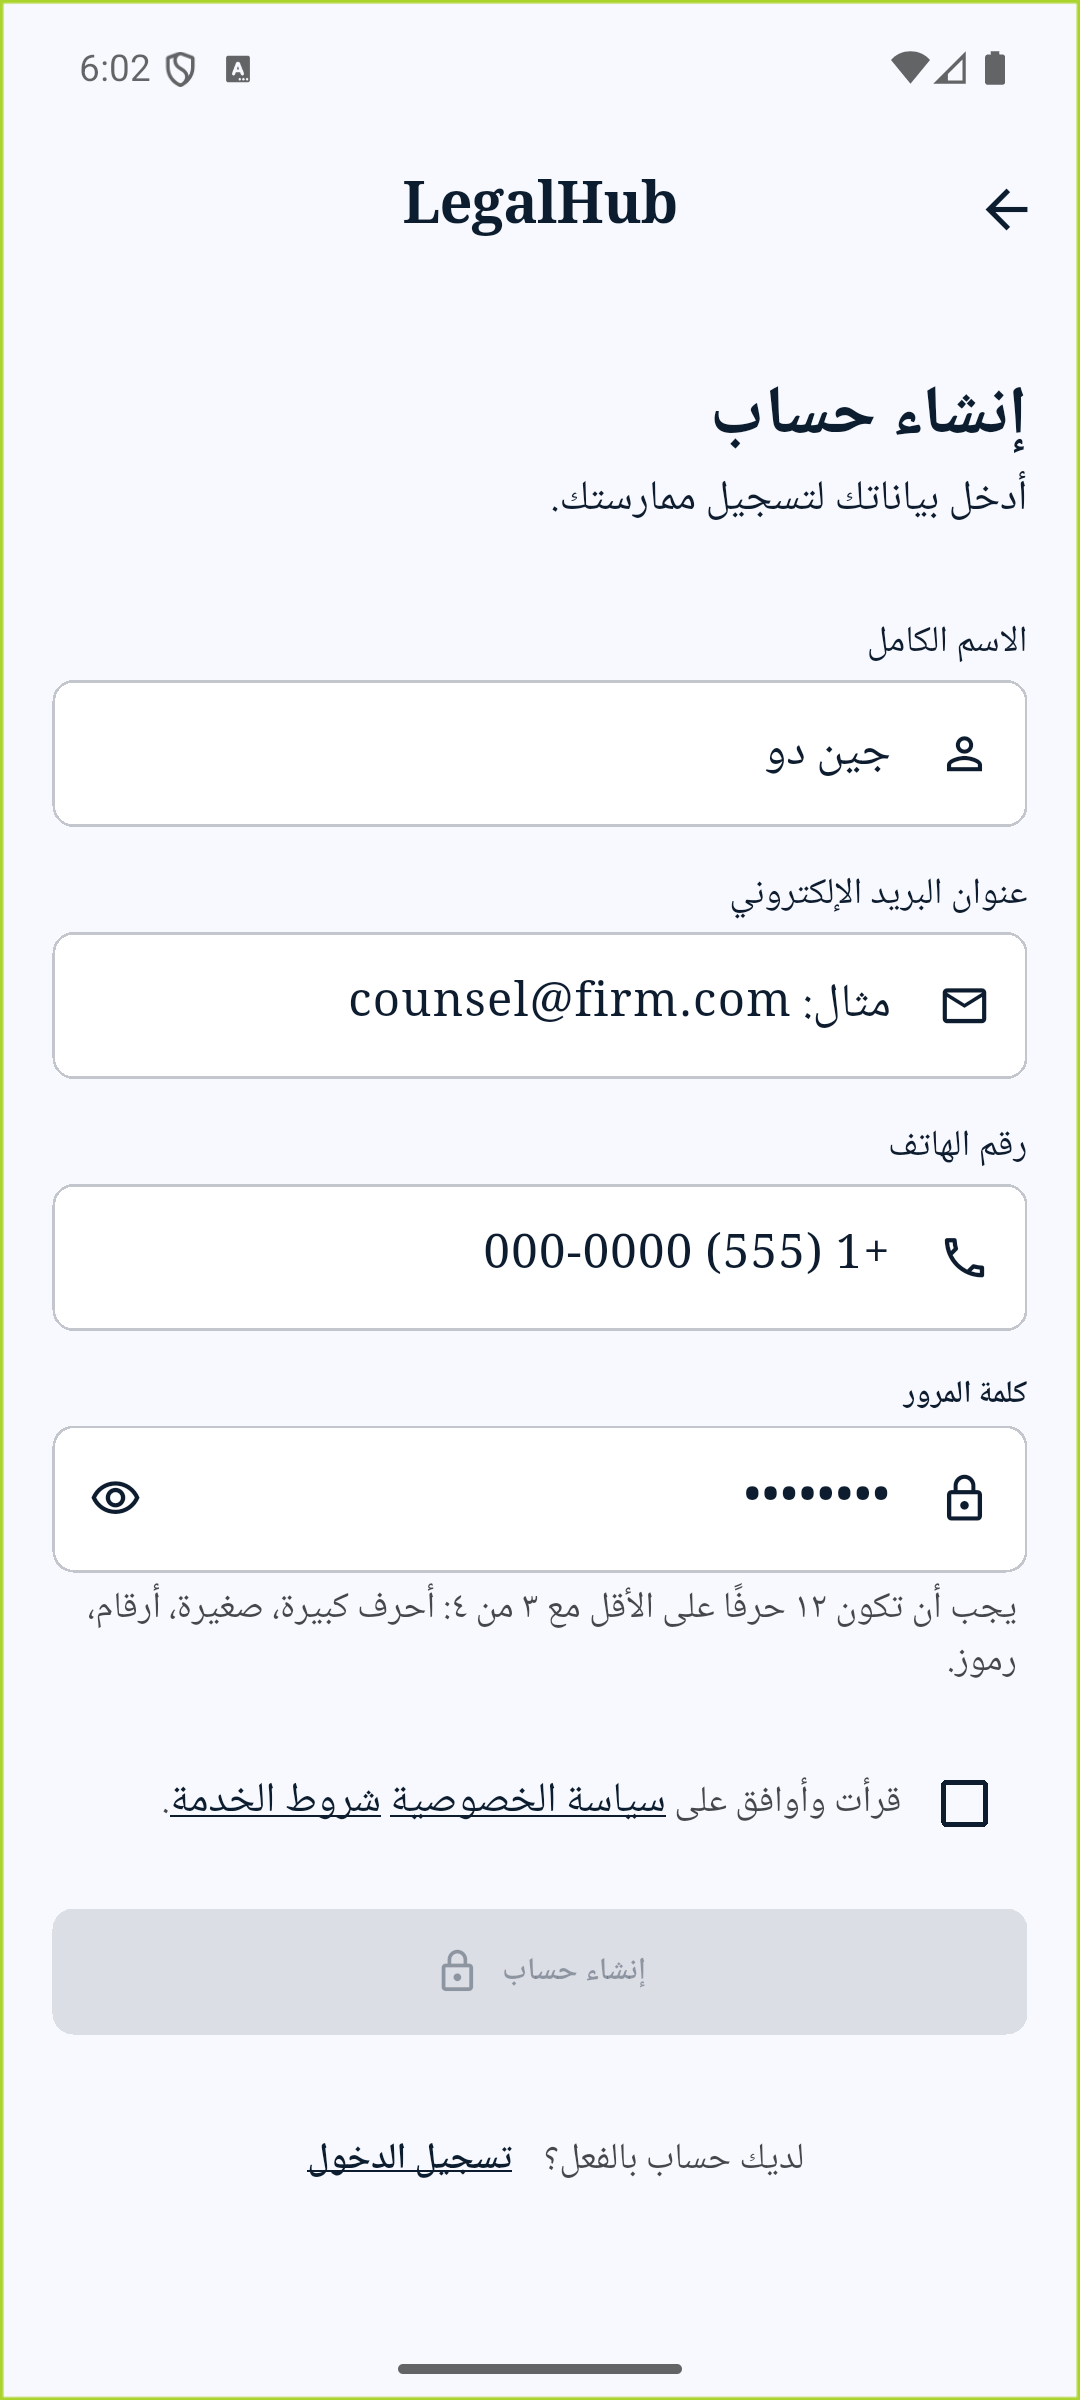 6:02
LegalHub
إنشاء حساب
أدخل بياناتك لتسجيل ممارستك.
الاسم الكامل
جين دو
عنوان البريد الإلكتروني
مثال: counsel@firm.com
رقم الهاتف
000-0000 (555) 1+
كلمة المرور
••••••••
يجب أن تكون ١٢ حرفًا على الأقل مع ٣ من ٤: أحرف كبيرة، صغيرة، أرقام،
رموز.
قرأت وأوافق على سياسة الخصوصية شروط الخدمة.
إنشاء حساب
لديك حساب بالفعل؟ تسجيل الدخول